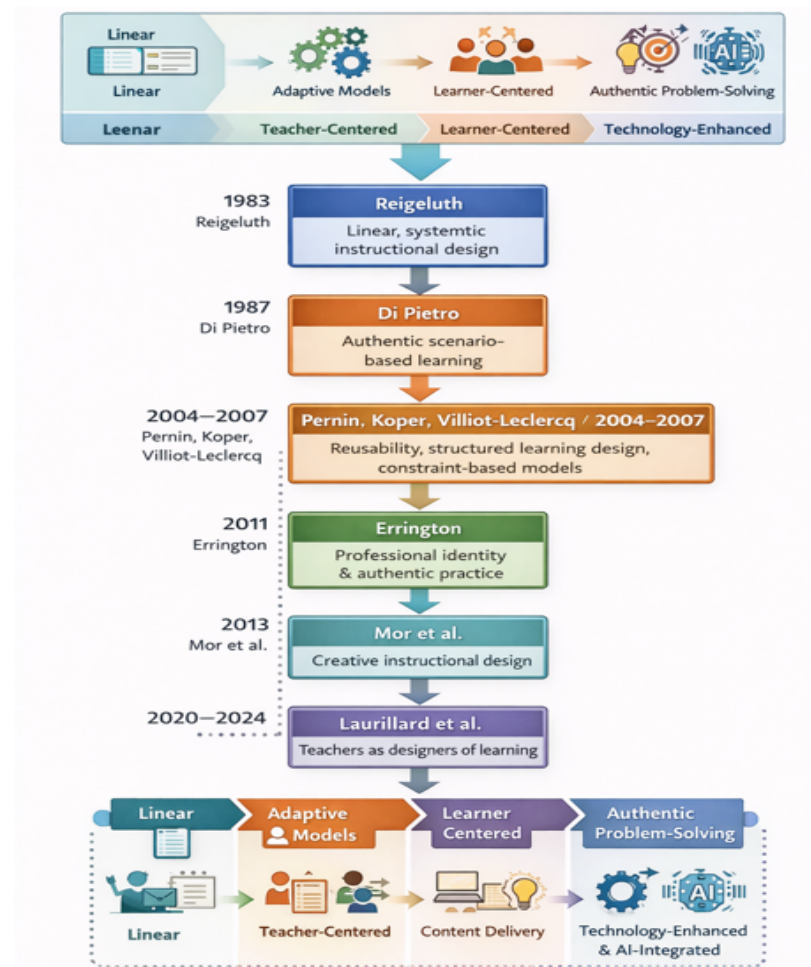 Linear
Linear
Adaptive Models
Learner-Centered
Authentic Problem-Solving
AI
Leenar
Teacher-Centered
Learner-Centered
Technology-Enhanced
1983
Reigeluth
Reigeluth
Linear, systemtic
instructional design
1987
Di Pietro
Di Pietro
Authentic scenario-
based learning
2004–2007
Pernin, Koper,
Villiot-Leclercq
Pernin, Koper, Villiot-Leclercq / 2004–2007
Reusability, structured learning design,
constraint-based models
2011
Errington
Errington
Professional identity
& authentic practice
2013
Mor et al.
Mor et al.
Creative instructional design
2020–2024
Laurillard et al.
Teachers as designers of learning
Linear
Adaptive
Models
Learner
Centered
Authentic
Problem-Solving
AI
Linear
Teacher-Centered
Content Delivery
Technology-Enhanced
& AI-Integrated